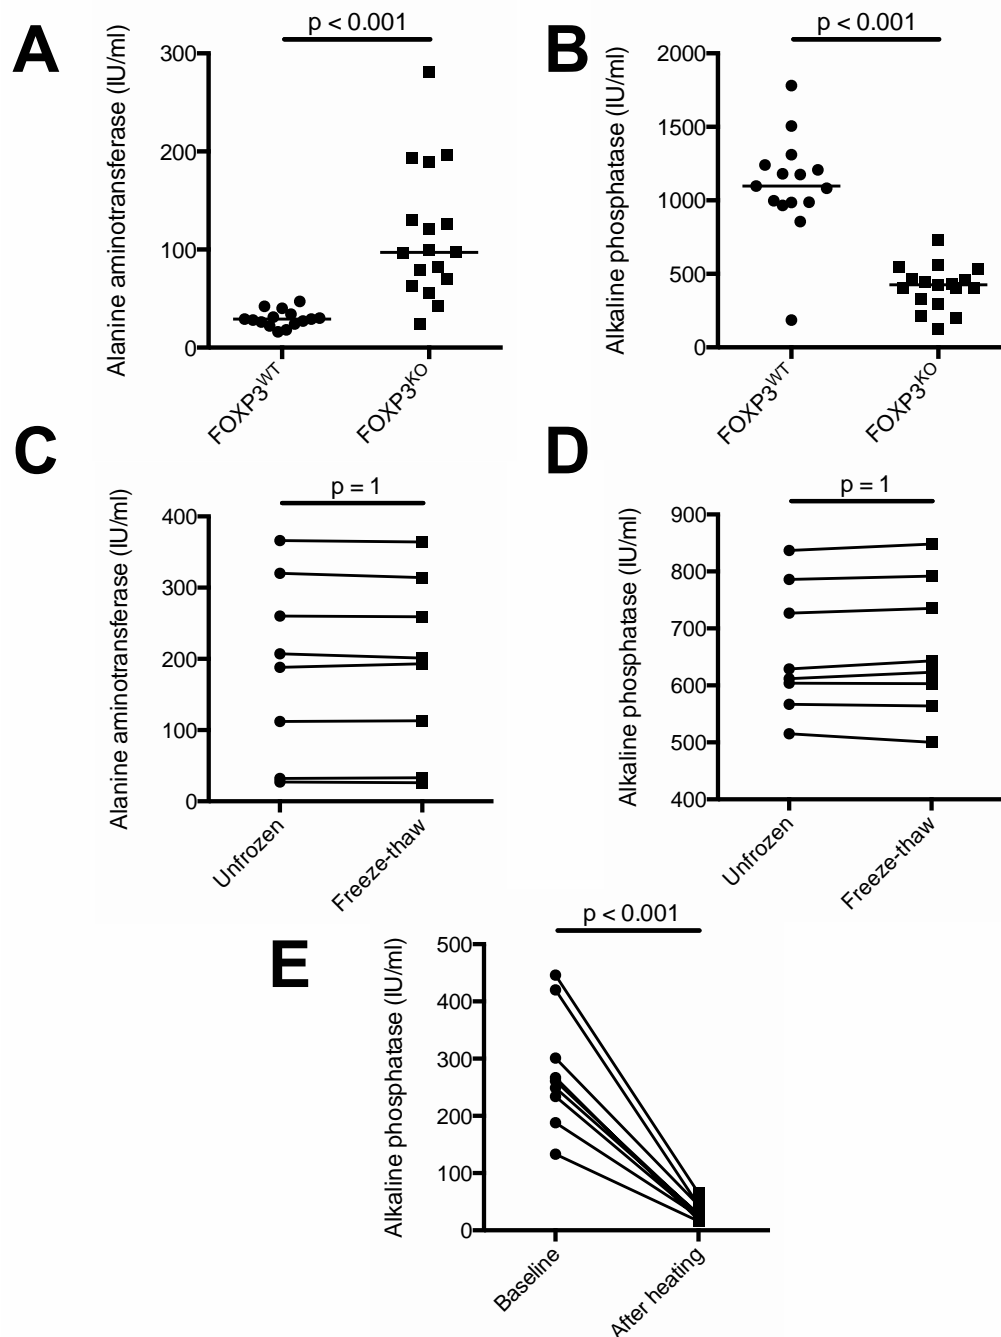 A
p < 0.001
Alanine aminotransferase (IU/ml)
300
200
100
0
FOXP3WT
FOXP3KO
B
p < 0.001
Alkaline phosphatase (IU/ml)
2000
1500
1000
500
0
FOXP3WT
FOXP3KO
C
p = 1
Alanine aminotransferase (IU/ml)
400
300
200
100
0
Unfrozen
Freeze-thaw
D
p = 1
Alkaline phosphatase (IU/ml)
900
800
700
600
500
400
Unfrozen
Freeze-thaw
E
p < 0.001
Alkaline phosphatase (IU/ml)
500
400
300
200
100
0
Baseline
After heating